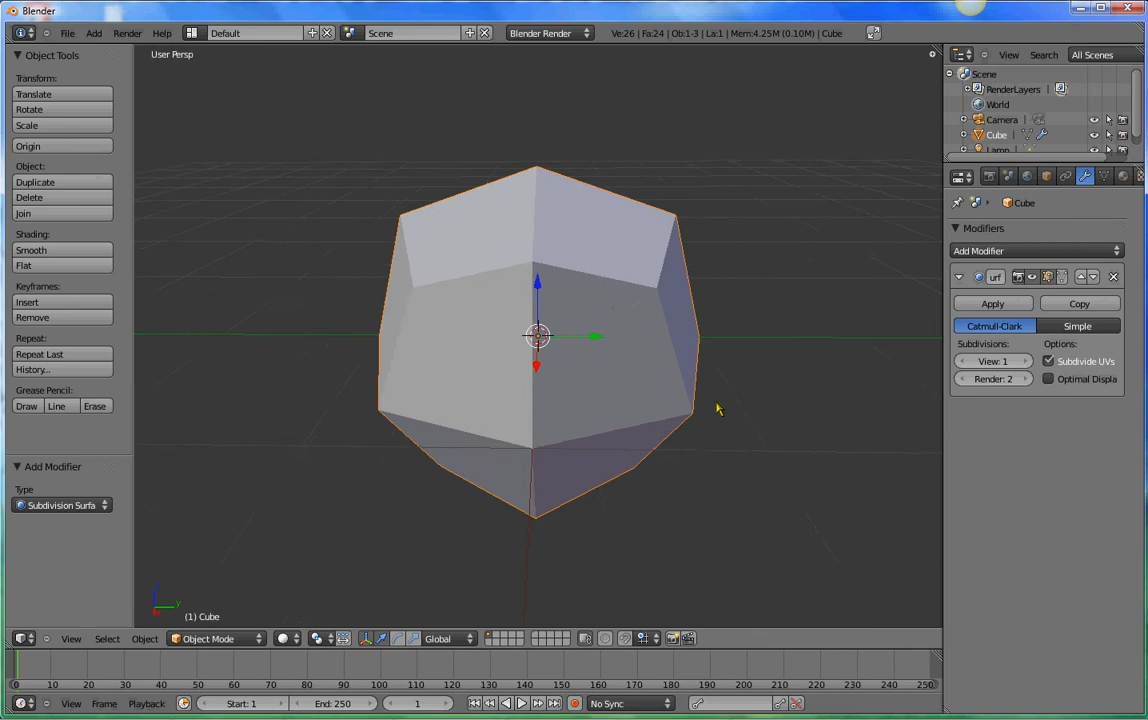 Blender
File Add Render Help Default Scene Blender Render Ve:26 | Fa:24 | Ob:1-3 | La:1 | Mem:4.25M (0.10M) | Cube
Object Tools
Transform:
Translate
Rotate
Scale
Origin
Object:
Duplicate
Delete
Join
Shading:
Smooth
Flat
Keyframes:
Insert
Remove
Repeat:
Repeat Last
History...
Grease Pencil:
Draw Line Erase
Add Modifier
Type
Subdivision Surfa
User Persp
z
y
(1) Cube
View Select Object Object Mode Global
0 10 20 30 40 50 60 70 80 90 100 110 120 130 140 150 160 170 180 190 200 210 220 230 240 250
View Frame Playback Start: 1 End: 250 1 No Sync
View Search All Scenes
Scene
RenderLayers |
World
Camera |
Cube |
Lamp |
Cube
Modifiers
Add Modifier
urf
Apply Copy
Catmull-Clark Simple
Subdivisions: Options:
View: 1 Subdivide UVs
Render: 2 Optimal Displa